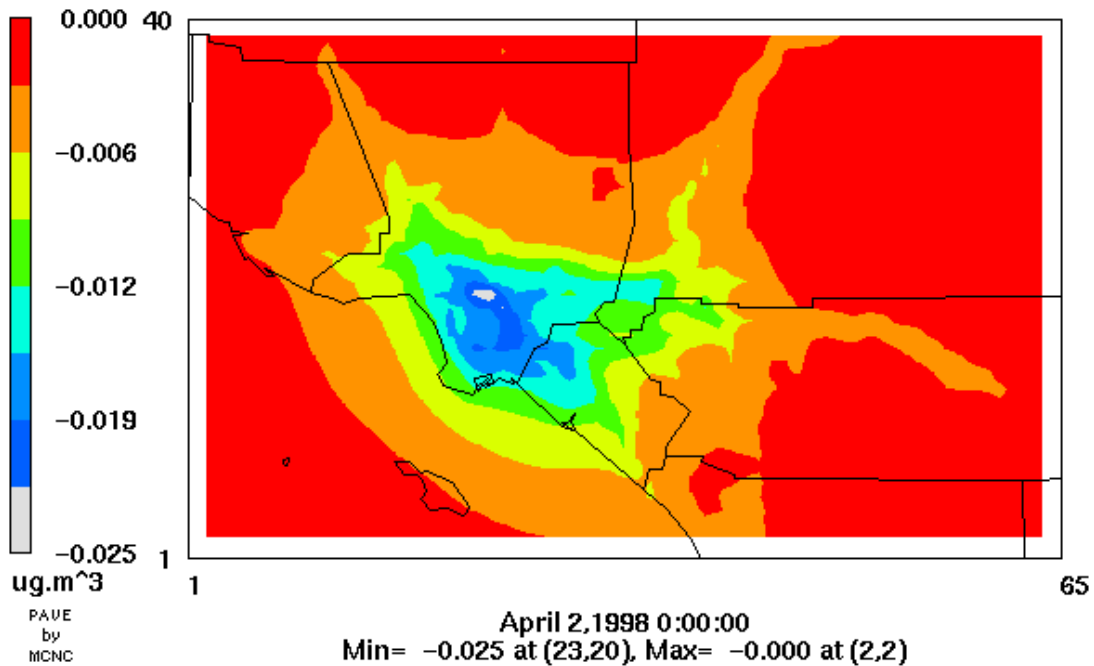 0.000
40
-0.006
-0.012
-0.019
-0.025
1
ug.m^3
1
65
PAVE
by
MCNC
April 2,1998 0:00:00
Min= -0.025 at (23,20), Max= -0.000 at (2,2)